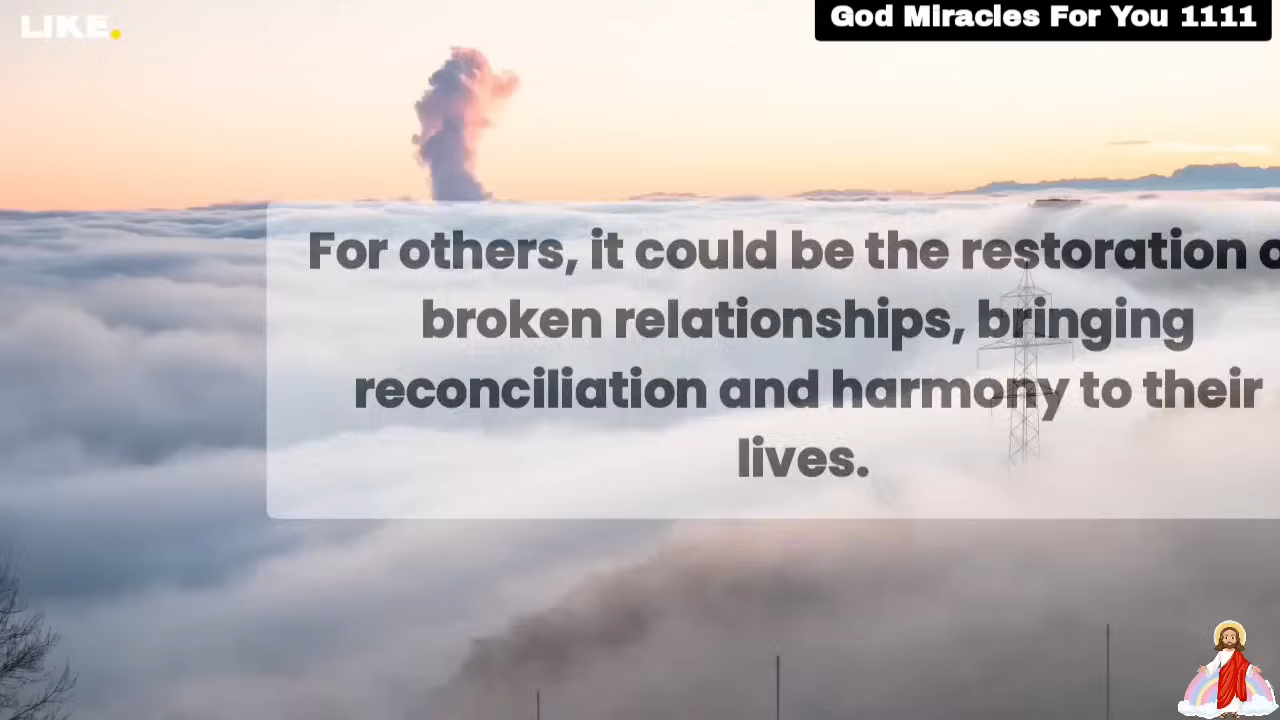 LIKE.
God Miracles For You 1111
For others, it could be the restoration
broken relationships, bringing
reconciliation and harmony to their
lives.